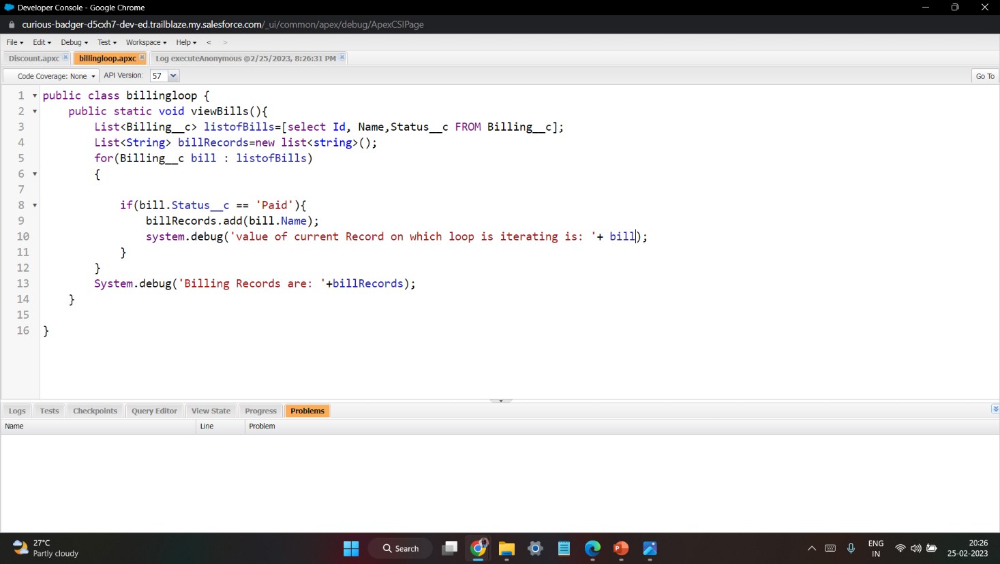 Developer Console - Google Chrome
curious-badger-d5cxh7-dev-ed.trailblaze.my.salesforce.com/_ui/common/apex/debug/ApexCSIPage
File Edit Debug Test Workspace Help < >
Discount.apxc billingloop.apxc Log executeAnonymous @2/25/2023, 8:26:31 PM
Code Coverage: None API Version: 57 Go To
1 public class billingloop {
2 public static void viewBills(){
3 List<Billing__c> listofBills=[select Id, Name,Status__c FROM Billing__c];
4 List<String> billRecords=new list<string>();
5 for(Billing__c bill : listofBills)
6 {
7
8 if(bill.Status__c == 'Paid'){
9 billRecords.add(bill.Name);
10 system.debug('value of current Record on which loop is iterating is: '+ bill);
11 }
12 }
13 System.debug('Billing Records are: '+billRecords);
14 }
15
16 }
Logs Tests Checkpoints Query Editor View State Progress Problems
Name Line Problem
27°C
Partly cloudy
Search
ENG
IN
20:26
25-02-2023